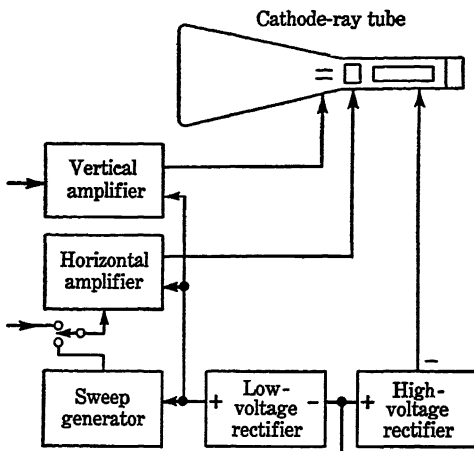 Cathode-ray tube
Vertical
amplifier
Horizontal
amplifier
Sweep
generator
+ Low-
voltage −
rectifier
− 
+ High-
voltage
rectifier